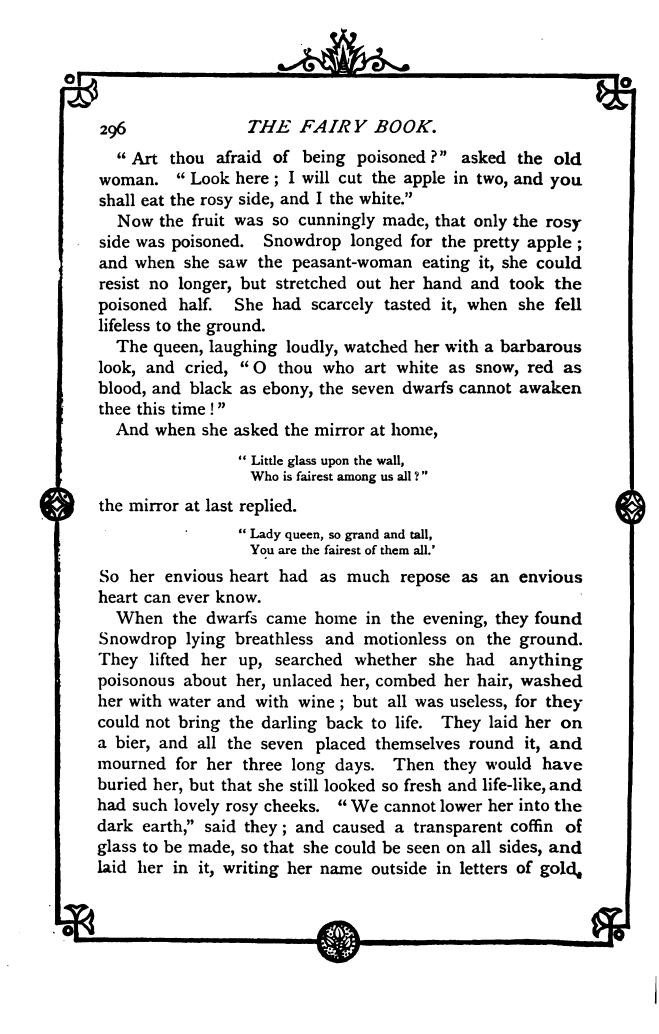 296 THE FAIRY BOOK.
“ Art thou afraid of being poisoned ?” asked the old
woman. “ Look here ; I will cut the apple in two, and you
shall eat the rosy side, and I the white.”
Now the fruit was so cunningly made, that only the rosy
side was poisoned. Snowdrop longed for the pretty apple ;
and when she saw the peasant-woman eating it, she could
resist no longer, but stretched out her hand and took the
poisoned half. She had scarcely tasted it, when she fell
lifeless to the ground.
The queen, laughing loudly, watched her with a barbarous
look, and cried, “ O thou who art white as snow, red as
blood, and black as ebony, the seven dwarfs cannot awaken
thee this time ! ”
And when she asked the mirror at home,
“ Little glass upon the wall,
Who is fairest among us all ? ”
the mirror at last replied.
“ Lady queen, so grand and tall,
You are the fairest of them all.’
So her envious heart had as much repose as an envious
heart can ever know.
When the dwarfs came home in the evening, they found
Snowdrop lying breathless and motionless on the ground.
They lifted her up, searched whether she had anything
poisonous about her, unlaced her, combed her hair, washed
her with water and with wine ; but all was useless, for they
could not bring the darling back to life. They laid her on
a bier, and all the seven placed themselves round it, and
mourned for her three long days. Then they would have
buried her, but that she still looked so fresh and life-like, and
had such lovely rosy cheeks. “ We cannot lower her into the
dark earth,” said they ; and caused a transparent coffin of
glass to be made, so that she could be seen on all sides, and
laid her in it, writing her name outside in letters of gold,